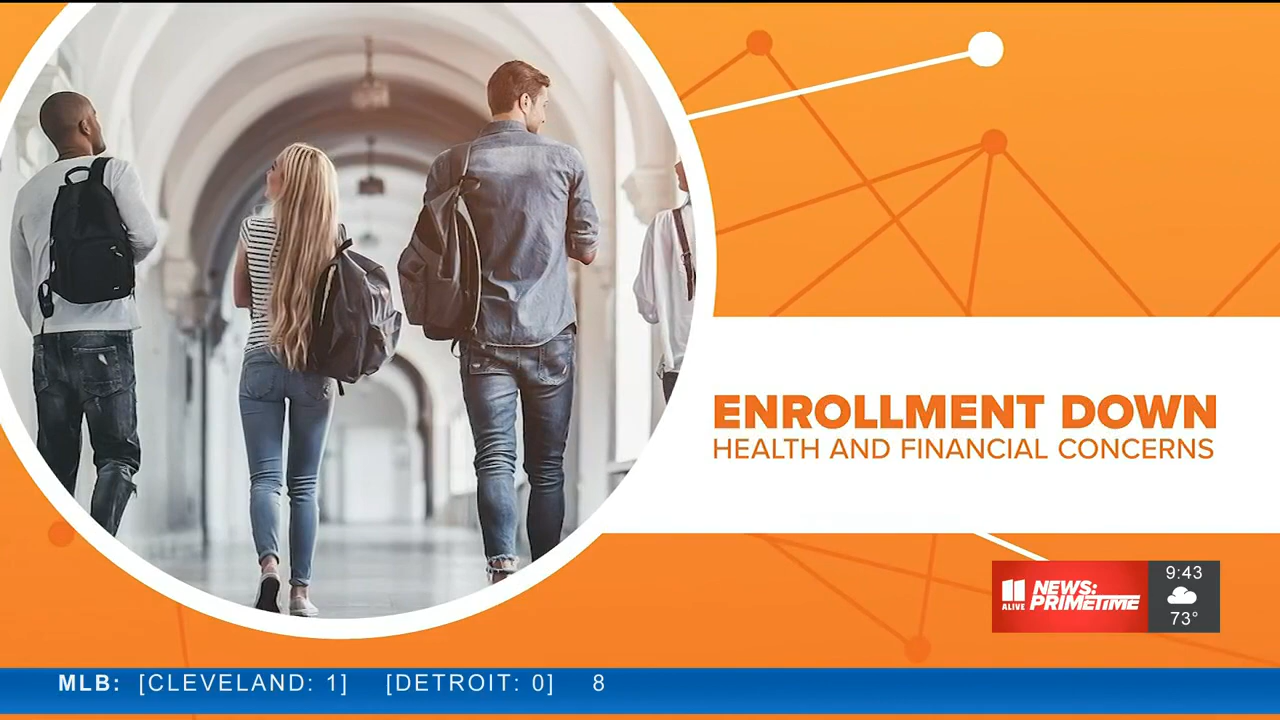 ENROLLMENT DOWN
HEALTH AND FINANCIAL CONCERNS
11 ALIVE NEWS: PRIMETIME
9:43
73°
MLB: [CLEVELAND: 1] [DETROIT: 0] 8